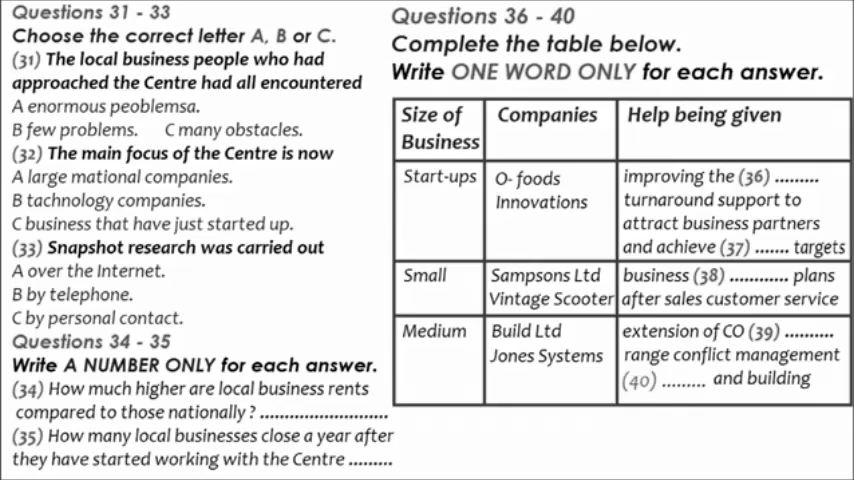 Questions 31 - 33
Choose the correct letter A, B or C.
(31) The local business people who had
approached the Centre had all encountered
A enormous peoblemsa.
B few problems. C many obstacles.
(32) The main focus of the Centre is now
A large mational companies.
B tachnology companies.
C business that have just started up.
(33) Snapshot research was carried out
A over the Internet.
B by telephone.
C by personal contact.
Questions 34 - 35
Write A NUMBER ONLY for each answer.
(34) How much higher are local business rents
compared to those nationally ? ............................
(35) How many local businesses close a year after
they have started working with the Centre .........
Questions 36 - 40
Complete the table below.
Write ONE WORD ONLY for each answer.
Size of
Business
Companies
Help being given
Start-ups
O- foods
Innovations
improving the (36) .........
turnaround support to
attract business partners
and achieve (37) ....... targets
Small
Sampsons Ltd
Vintage Scooter
business (38) ............ plans
after sales customer service
Medium
Build Ltd
Jones Systems
extension of CO (39) ..........
range conflict management
(40) ......... and building